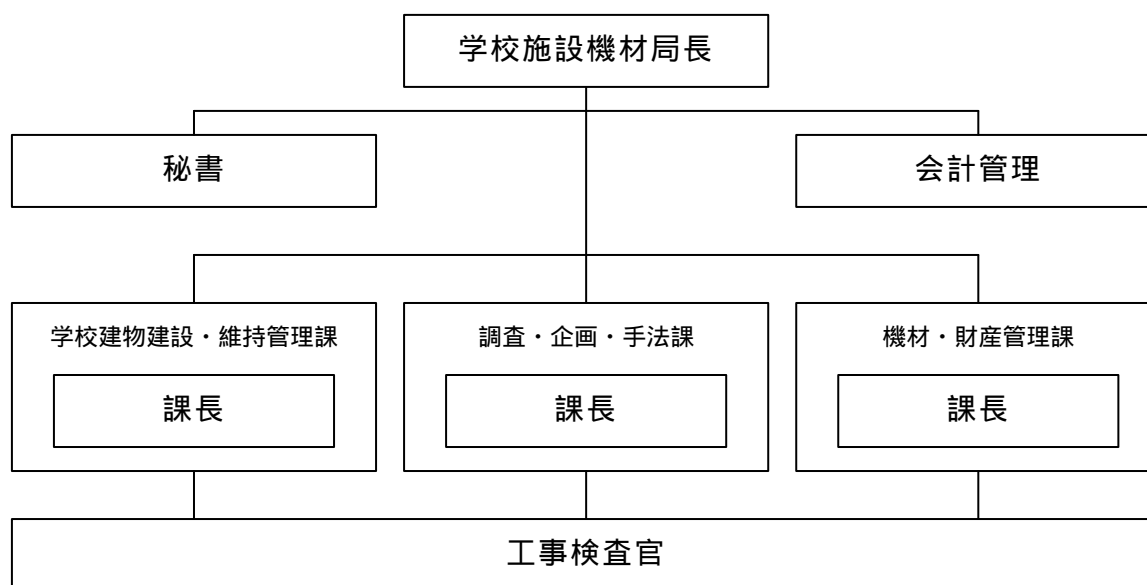 学校施設機材局長
秘書
会計管理
学校建物建設・維持管理課
調査・企画・手法課
機材・財産管理課
課長
課長
課長
工事検査官